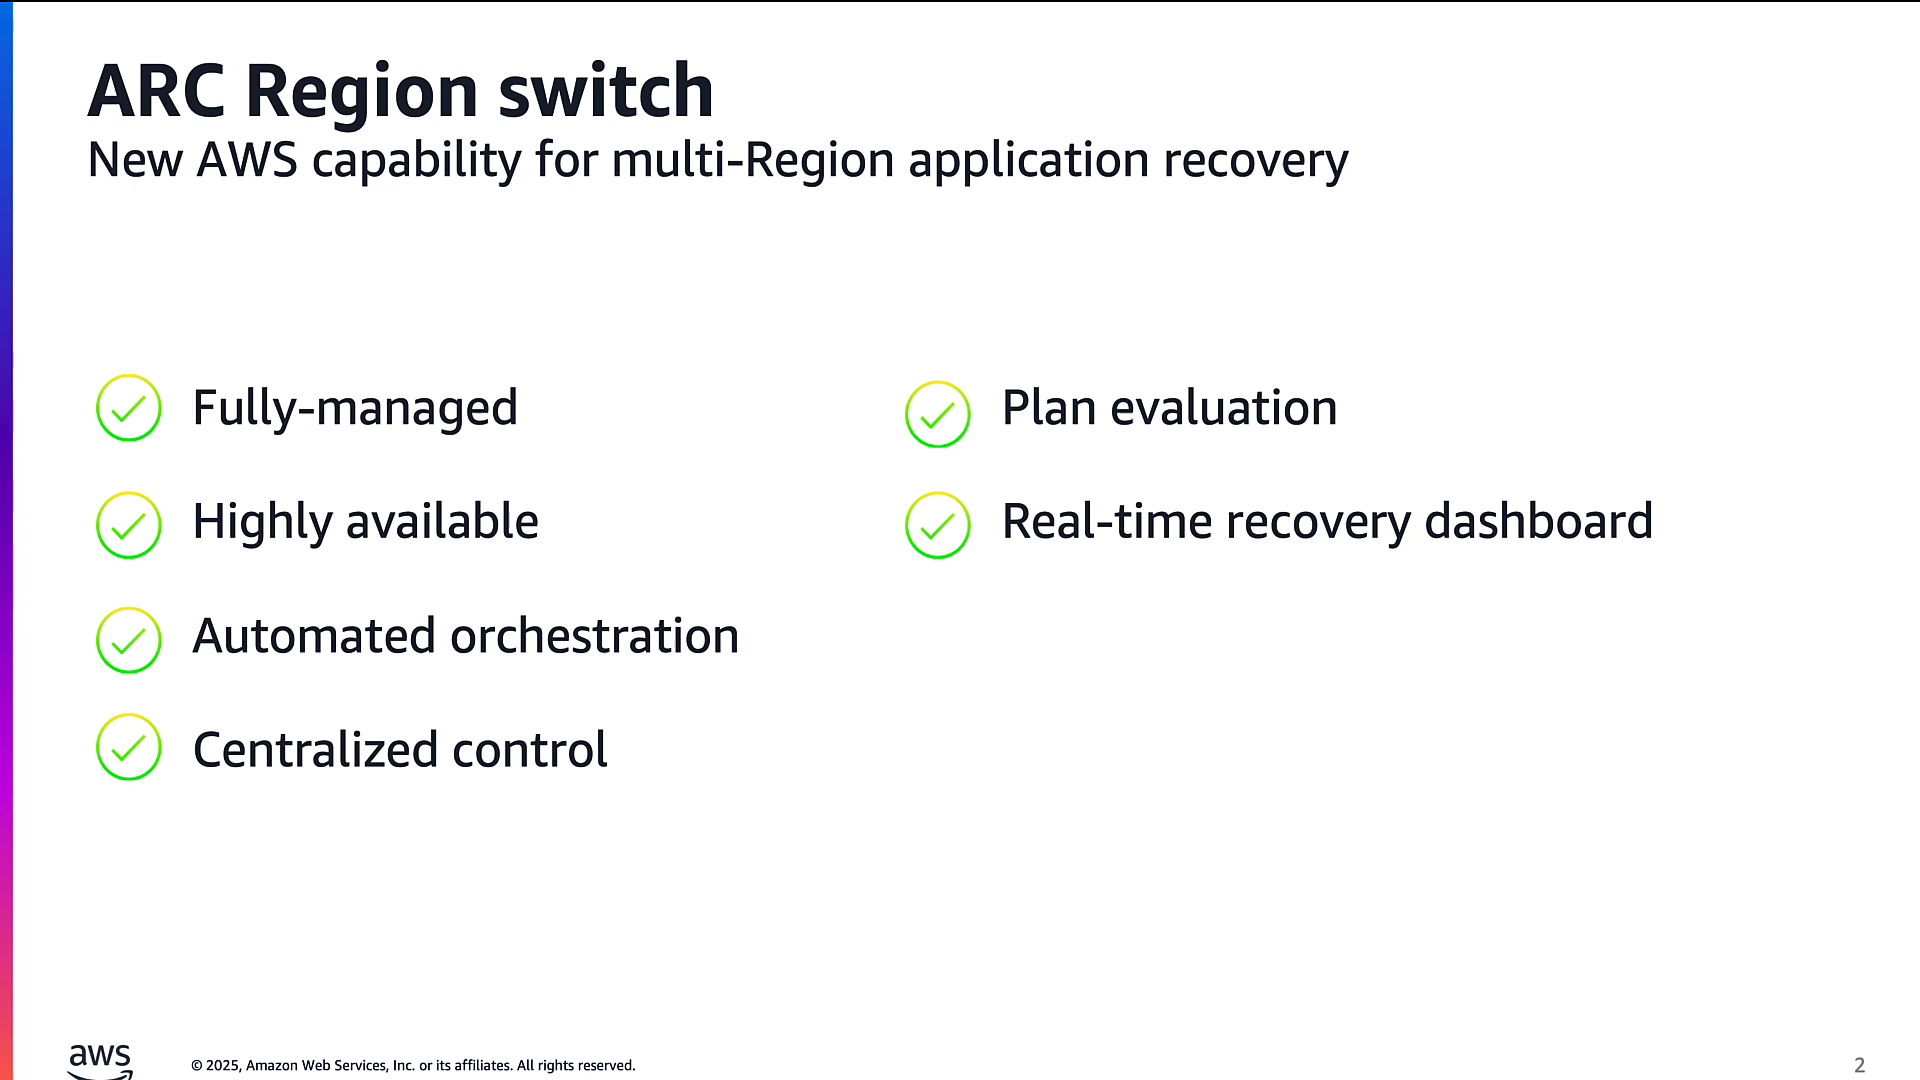 ARC Region switch
New AWS capability for multi-Region application recovery
Fully-managed
Highly available
Automated orchestration
Centralized control
Plan evaluation
Real-time recovery dashboard
aws
© 2025, Amazon Web Services, Inc. or its affiliates. All rights reserved.
2